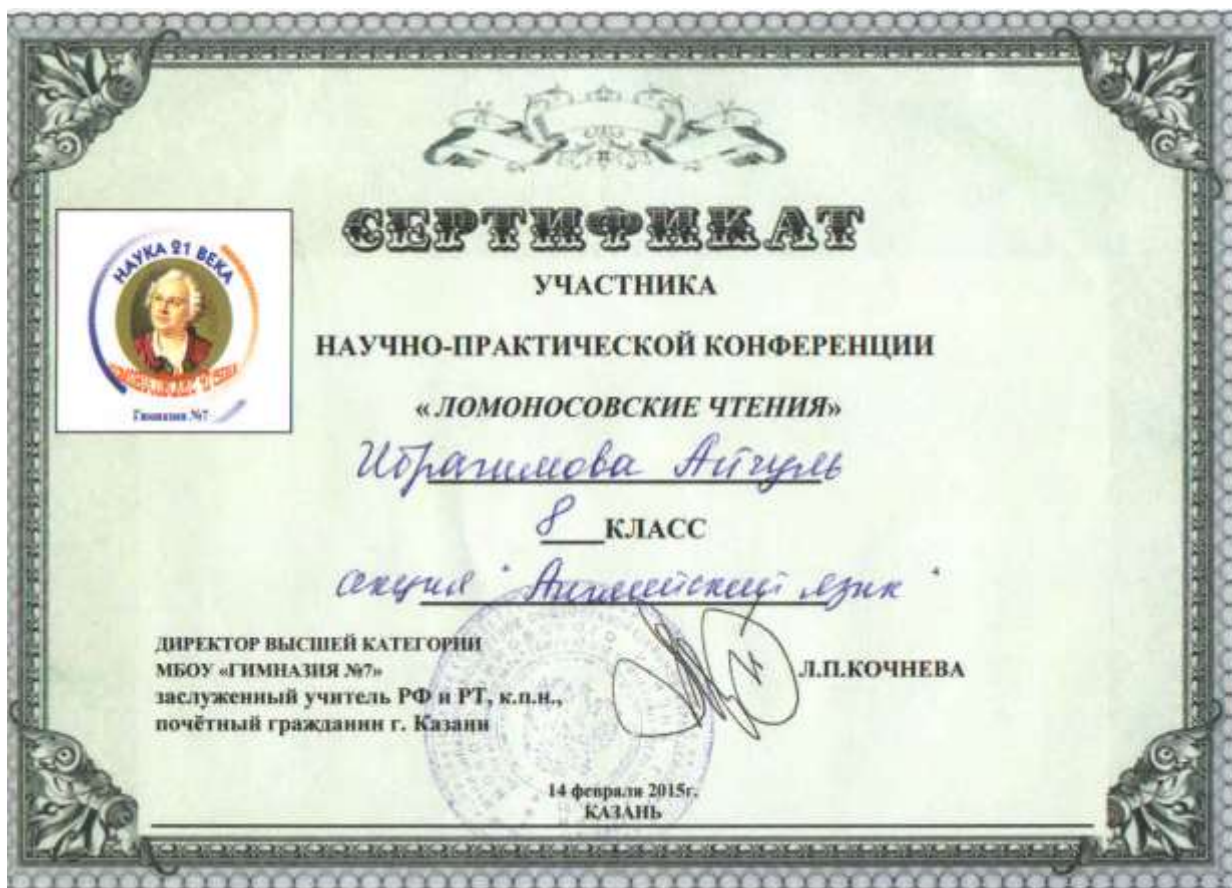 СЕРТИФИКАТ
УЧАСТНИКА
НАУЧНО-ПРАКТИЧЕСКОЙ КОНФЕРЕНЦИИ
«ЛОМОНОСОВСКИЕ ЧТЕНИЯ»
НАУКА 21 ВЕКА
Гимназия №7
Ибрагимова Айгуль
8 КЛАСС
секция "Английский язык"
ДИРЕКТОР ВЫСШЕЙ КАТЕГОРИИ
МБОУ «ГИМНАЗИЯ №7»
заслуженный учитель РФ и РТ, к.п.н.,
почётный гражданин г. Казани
Л.П.КОЧНЕВА
14 февраля 2015г.
КАЗАНЬ